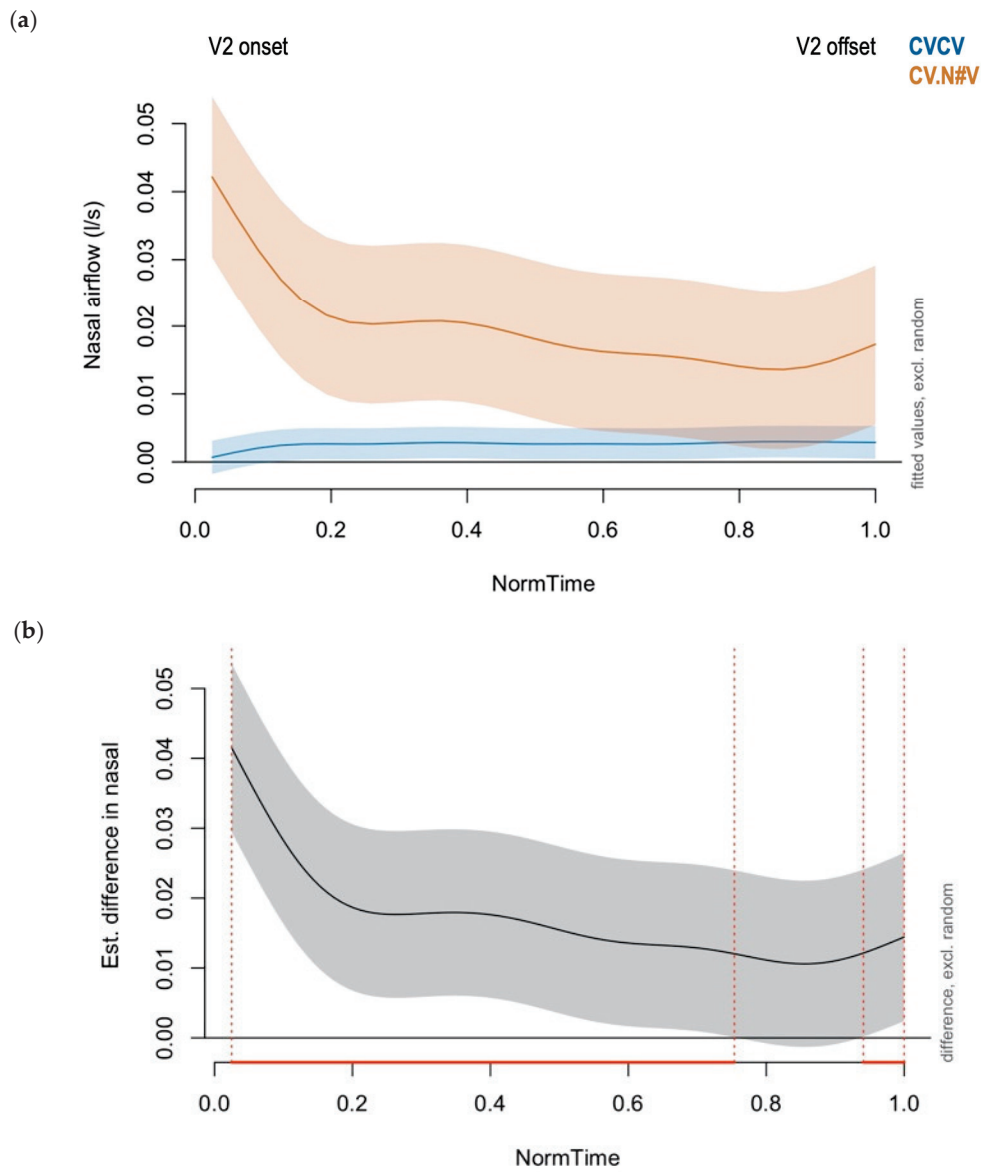 (a)
V2 onset
V2 offset
CVCV
CV.N#V
Nasal airflow (l/s)
0.05
0.04
0.03
0.02
0.01
0.00
fitted values, excl. random
0.0 0.2 0.4 0.6 0.8 1.0
NormTime
(b)
Est. difference in nasal
0.05
0.04
0.03
0.02
0.01
0.00
difference, excl. random
0.0 0.2 0.4 0.6 0.8 1.0
NormTime